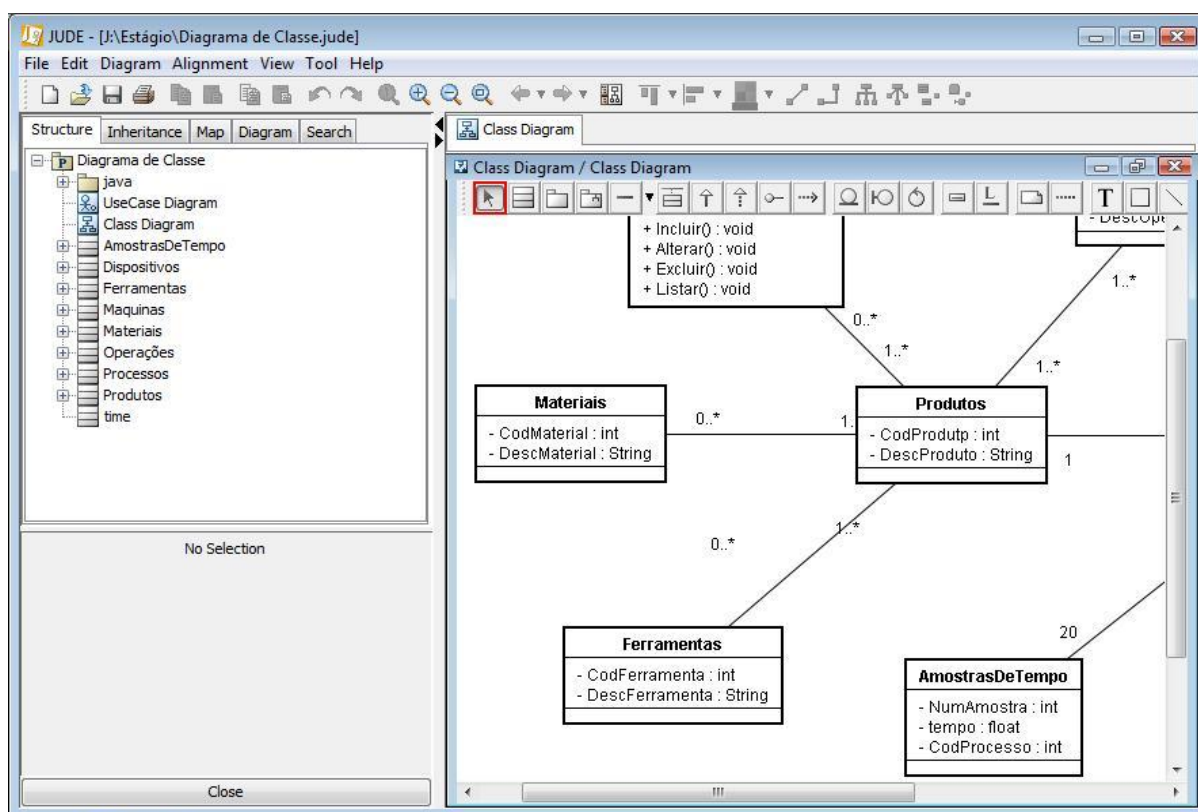 JUDE - [J:\Estágio\Diagrama de Classe.jude]
File Edit Diagram Alignment View Tool Help
Structure Inheritance Map Diagram Search
Diagrama de Classe
java
UseCase Diagram
Class Diagram
AmostrasDeTempo
Dispositivos
Ferramentas
Maquinas
Materiais
Operações
Processos
Produtos
time
No Selection
Close
Class Diagram
Class Diagram / Class Diagram
T
+ Incluir() : void
+ Alterar() : void
+ Excluir() : void
+ Listar() : void
1..*
0..*
1..*
1..*
Materiais
- CodMaterial : int
- DescMaterial : String
0..*
1..
Produtos
- CodProdutp : int
- DescProduto : String
1
1..*
0..*
Ferramentas
- CodFerramenta : int
- DescFerramenta : String
20
AmostrasDeTempo
- NumAmostra : int
- tempo : float
- CodProcesso : int